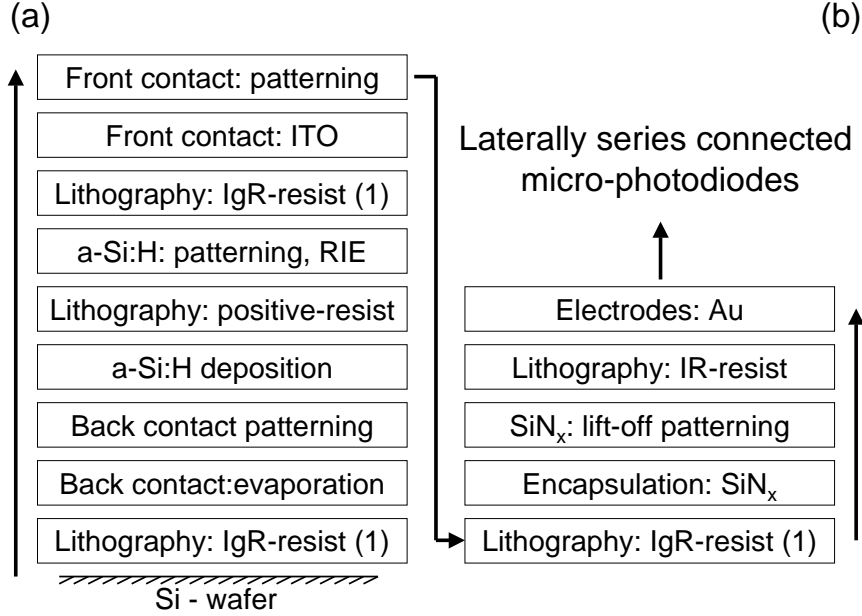 (a)
(b)
Front contact: patterning
Front contact: ITO
Lithography: IgR-resist (1)
a-Si:H: patterning, RIE
Lithography: positive-resist
a-Si:H deposition
Back contact patterning
Back contact:evaporation
Lithography: IgR-resist (1)
Si - wafer
Laterally series connected
micro-photodiodes
Electrodes: Au
Lithography: IR-resist
SiNₓ: lift-off patterning
Encapsulation: SiNₓ
Lithography: IgR-resist (1)